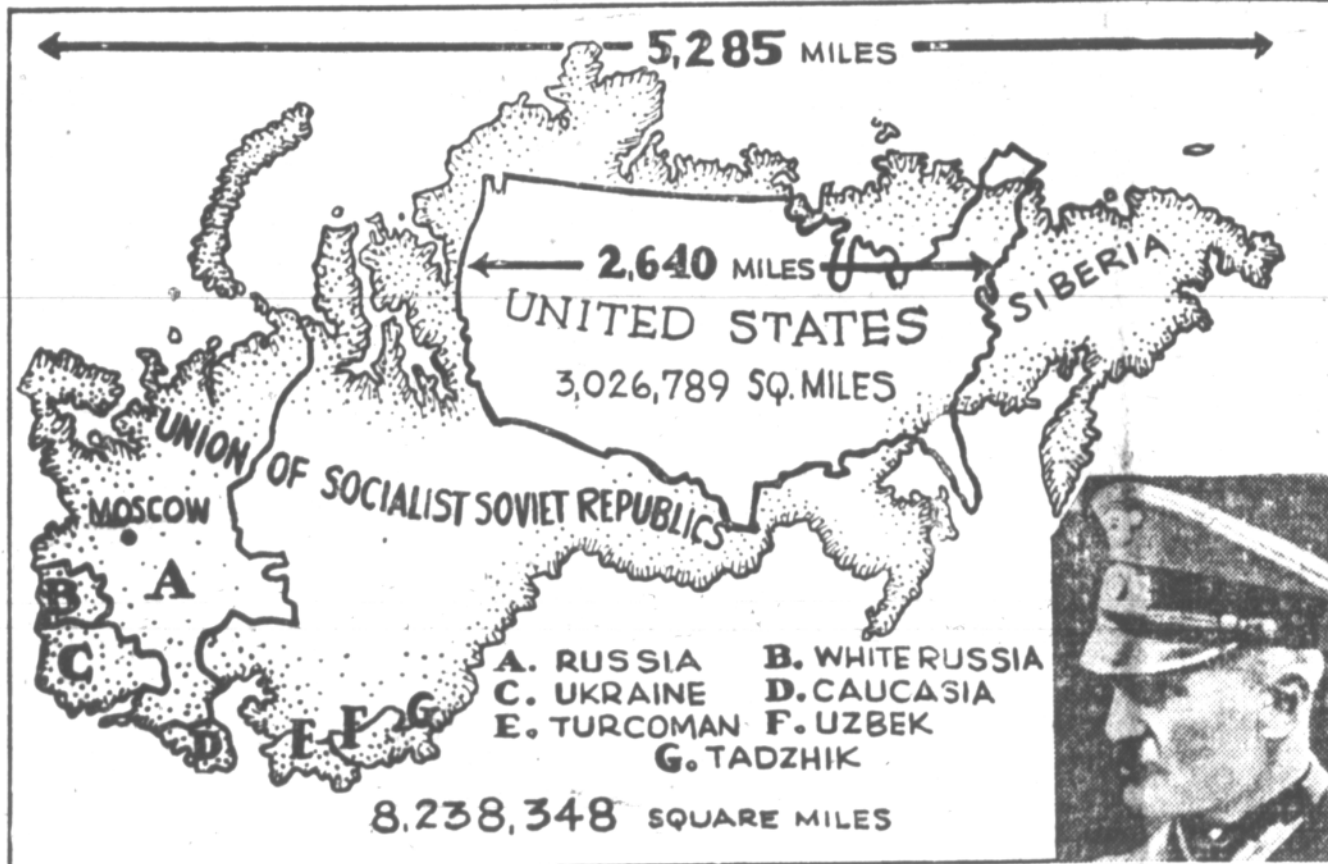 5,285 MILES
2,640 MILES
UNITED STATES
3,026,789 SQ. MILES
SIBERIA
UNION OF SOCIALIST SOVIET REPUBLICS
MOSCOW
A
B
C
D
E
F
G
A. RUSSIA B. WHITE RUSSIA
C. UKRAINE D. CAUCASIA
E. TURCOMAN F. UZBEK
G. TADZHIK
8,238,348 SQUARE MILES